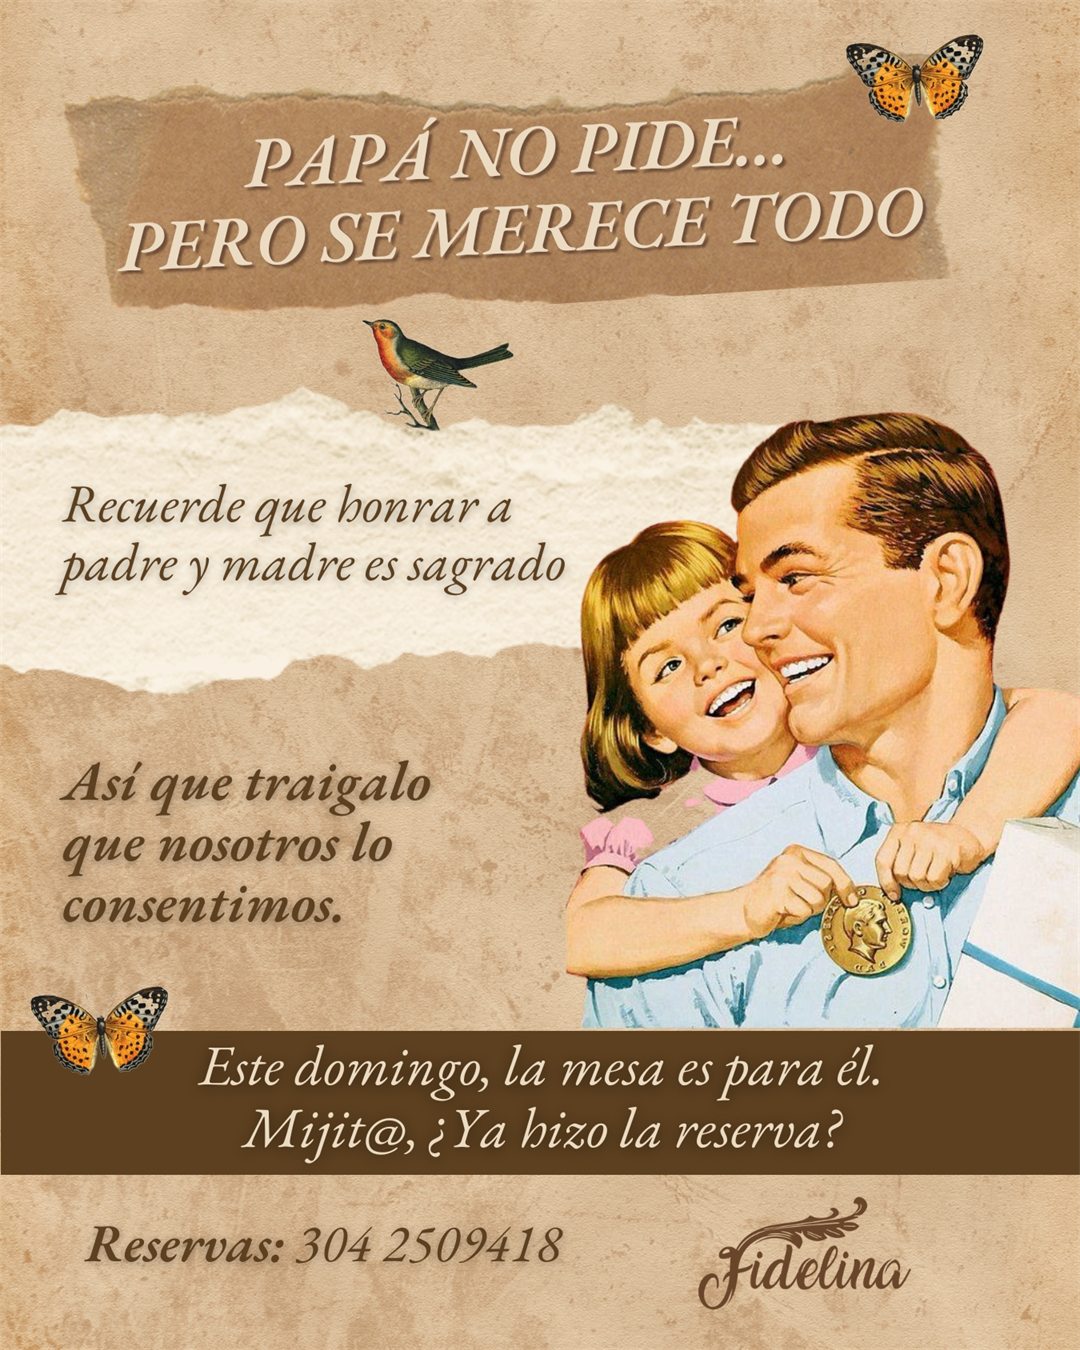 PAPÁ NO PIDE...
PERO SE MERECE TODO
Recuerde que honrar a
padre y madre es sagrado
Así que traigalo
que nosotros lo
consentimos.
Este domingo, la mesa es para él.
Mijit@, ¿Ya hizo la reserva?
Reservas: 304 2509418
Fidelina